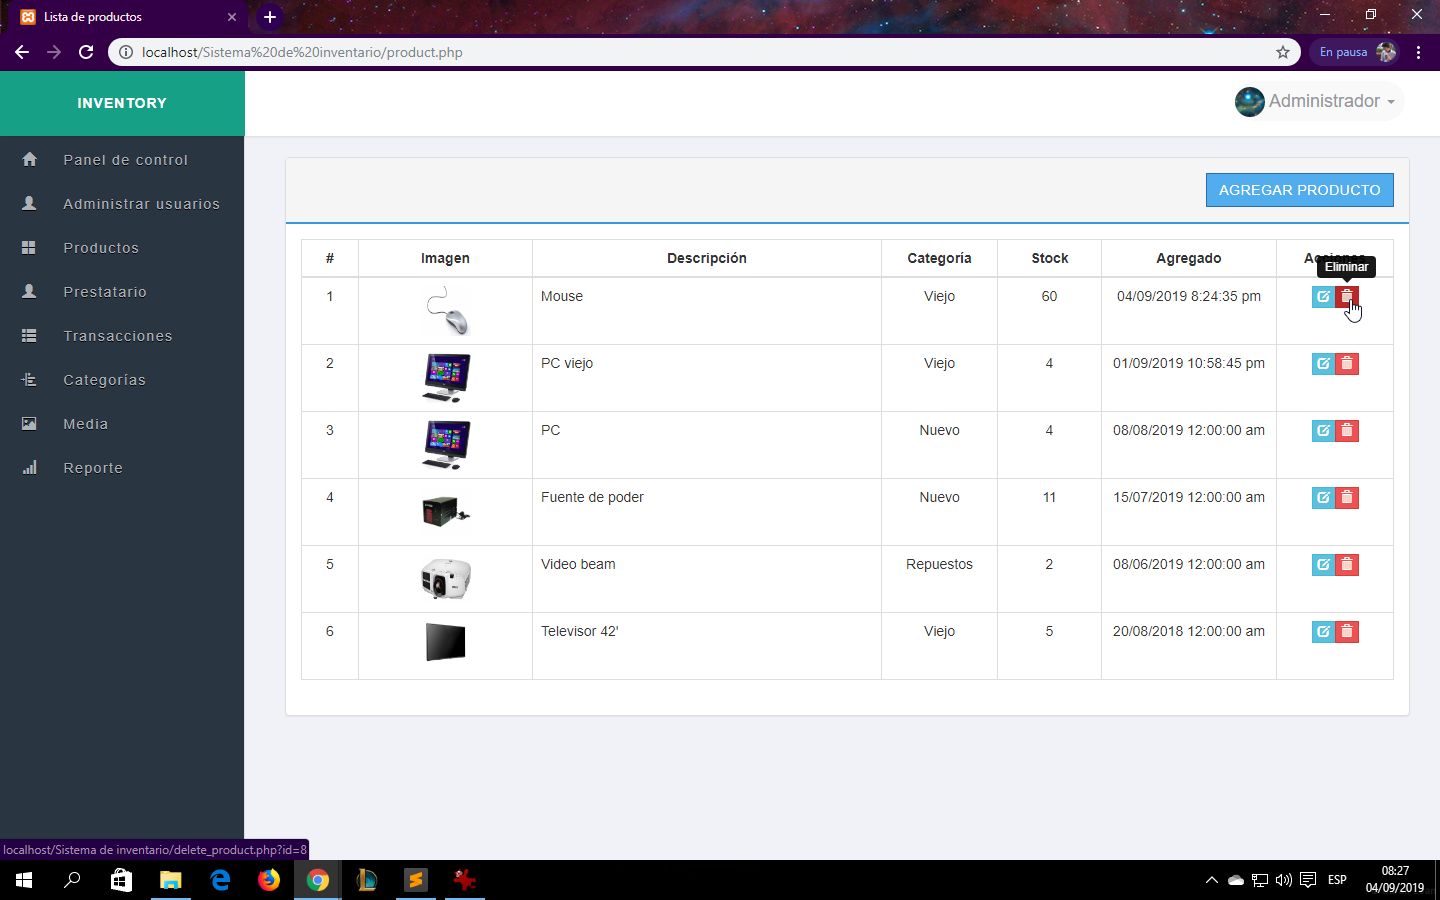 Lista de productos
localhost/Sistema%20de%20inventario/product.php
En pausa
INVENTORY
Administrador
Panel de control
Administrar usuarios
Productos
Prestatario
Transacciones
Categorías
Media
Reporte
AGREGAR PRODUCTO
# Imagen Descripción Categoría Stock Agregado
Eliminar
1 Mouse Viejo 60 04/09/2019 8:24:35 pm
2 PC viejo Viejo 4 01/09/2019 10:58:45 pm
3 PC Nuevo 4 08/08/2019 12:00:00 am
4 Fuente de poder Nuevo 11 15/07/2019 12:00:00 am
5 Video beam Repuestos 2 08/06/2019 12:00:00 am
6 Televisor 42' Viejo 5 20/08/2018 12:00:00 am
localhost/Sistema de inventario/delete_product.php?id=8
ESP
08:27
04/09/2019